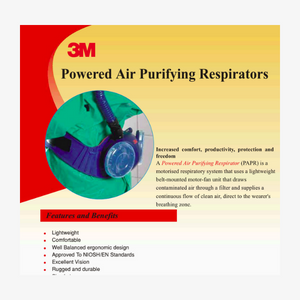 3M
Powered Air Purifying Respirators
Increased comfort, productivity, protection and
freedom
A Powered Air Purifying Respirator (PAPR) is a
motorised respiratory system that uses a lightweight
belt-mounted motor-fan unit that draws
contaminated air through a filter and supplies a
continuous flow of clean air, direct to the wearer's
breathing zone.
Features and Benefits
Lightweight
Comfortable
Well Balanced ergonomic design
Approved To NIOSH/EN Standards
Excellent Vision
Rugged and durable